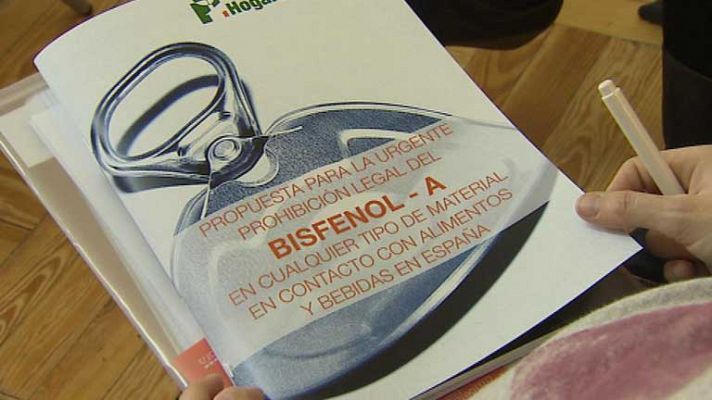 PROPUESTA PARA LA URGENTE
PROHIBICIÓN LEGAL DEL
BISFENOL - A
EN CUALQUIER TIPO DE MATERIAL
EN CONTACTO CON ALIMENTOS
Y BEBIDAS EN ESPAÑA